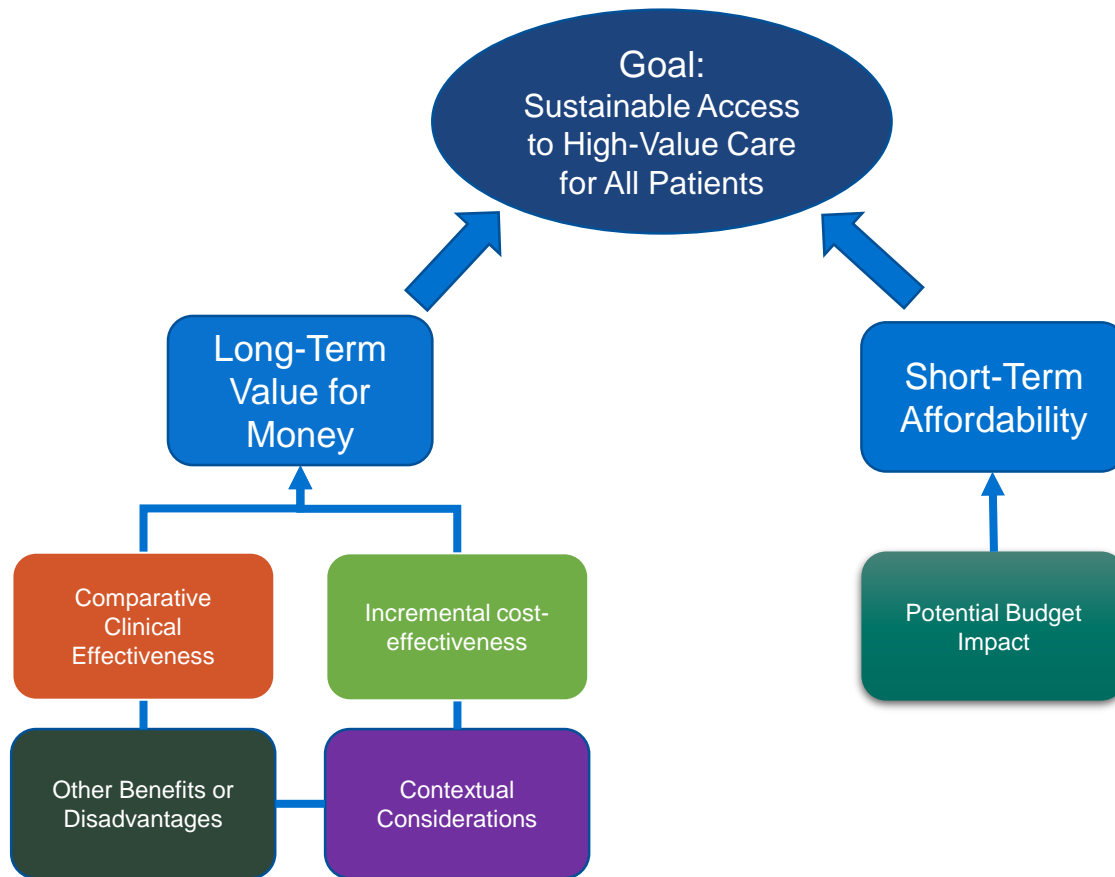 Goal:
Sustainable Access
to High-Value Care
for All Patients
Long-Term
Value for
Money
Short-Term
Affordability
Comparative
Clinical
Effectiveness
Incremental cost-
effectiveness
Potential Budget
Impact
Other Benefits or
Disadvantages
Contextual
Considerations